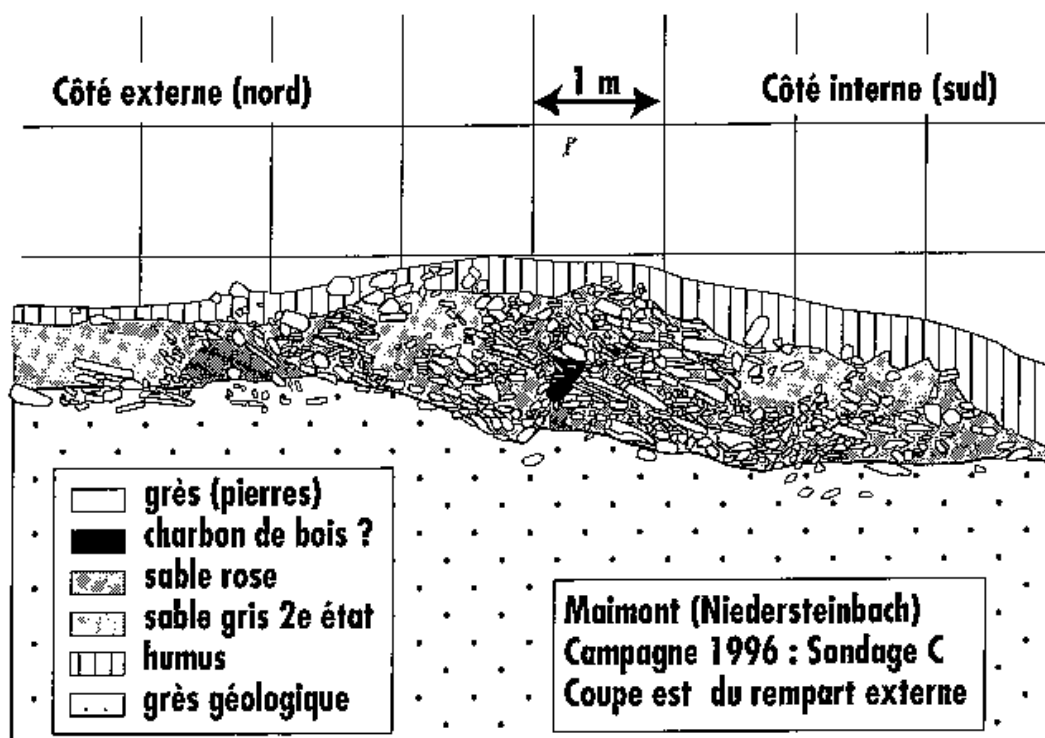 Côté externe (nord)
1 m
Côté interne (sud)
grès (pierres)
charbon de bois ?
sable rose
sable gris 2e état
humus
grès géologique
Maimont (Niedersteinbach)
Campagne 1996 : Sondage C
Coupe est du rempart externe